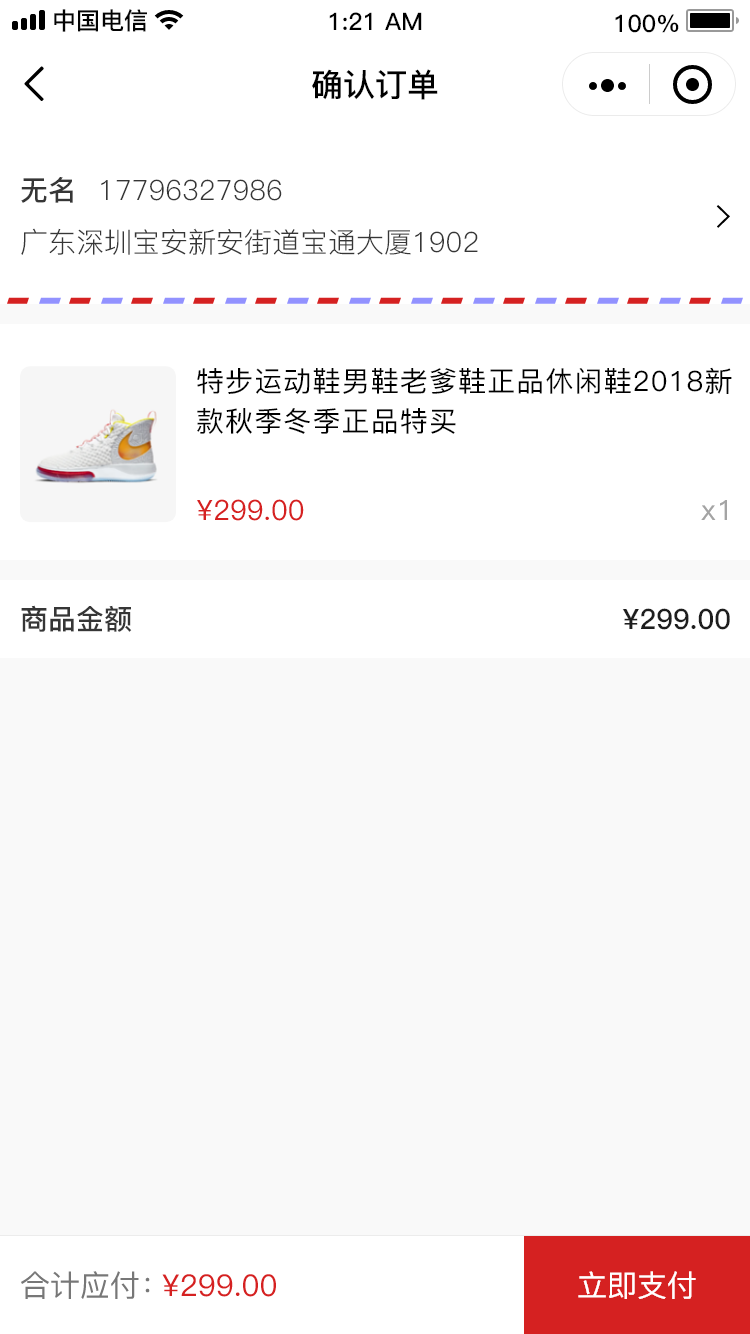 中国电信 1:21 AM 100%
确认订单
无名 17796327986
广东深圳宝安新安街道宝通大厦1902
特步运动鞋男鞋老爹鞋正品休闲鞋2018新
款秋季冬季正品特买
¥299.00 x1
商品金额 ¥299.00
合计应付：¥299.00 立即支付